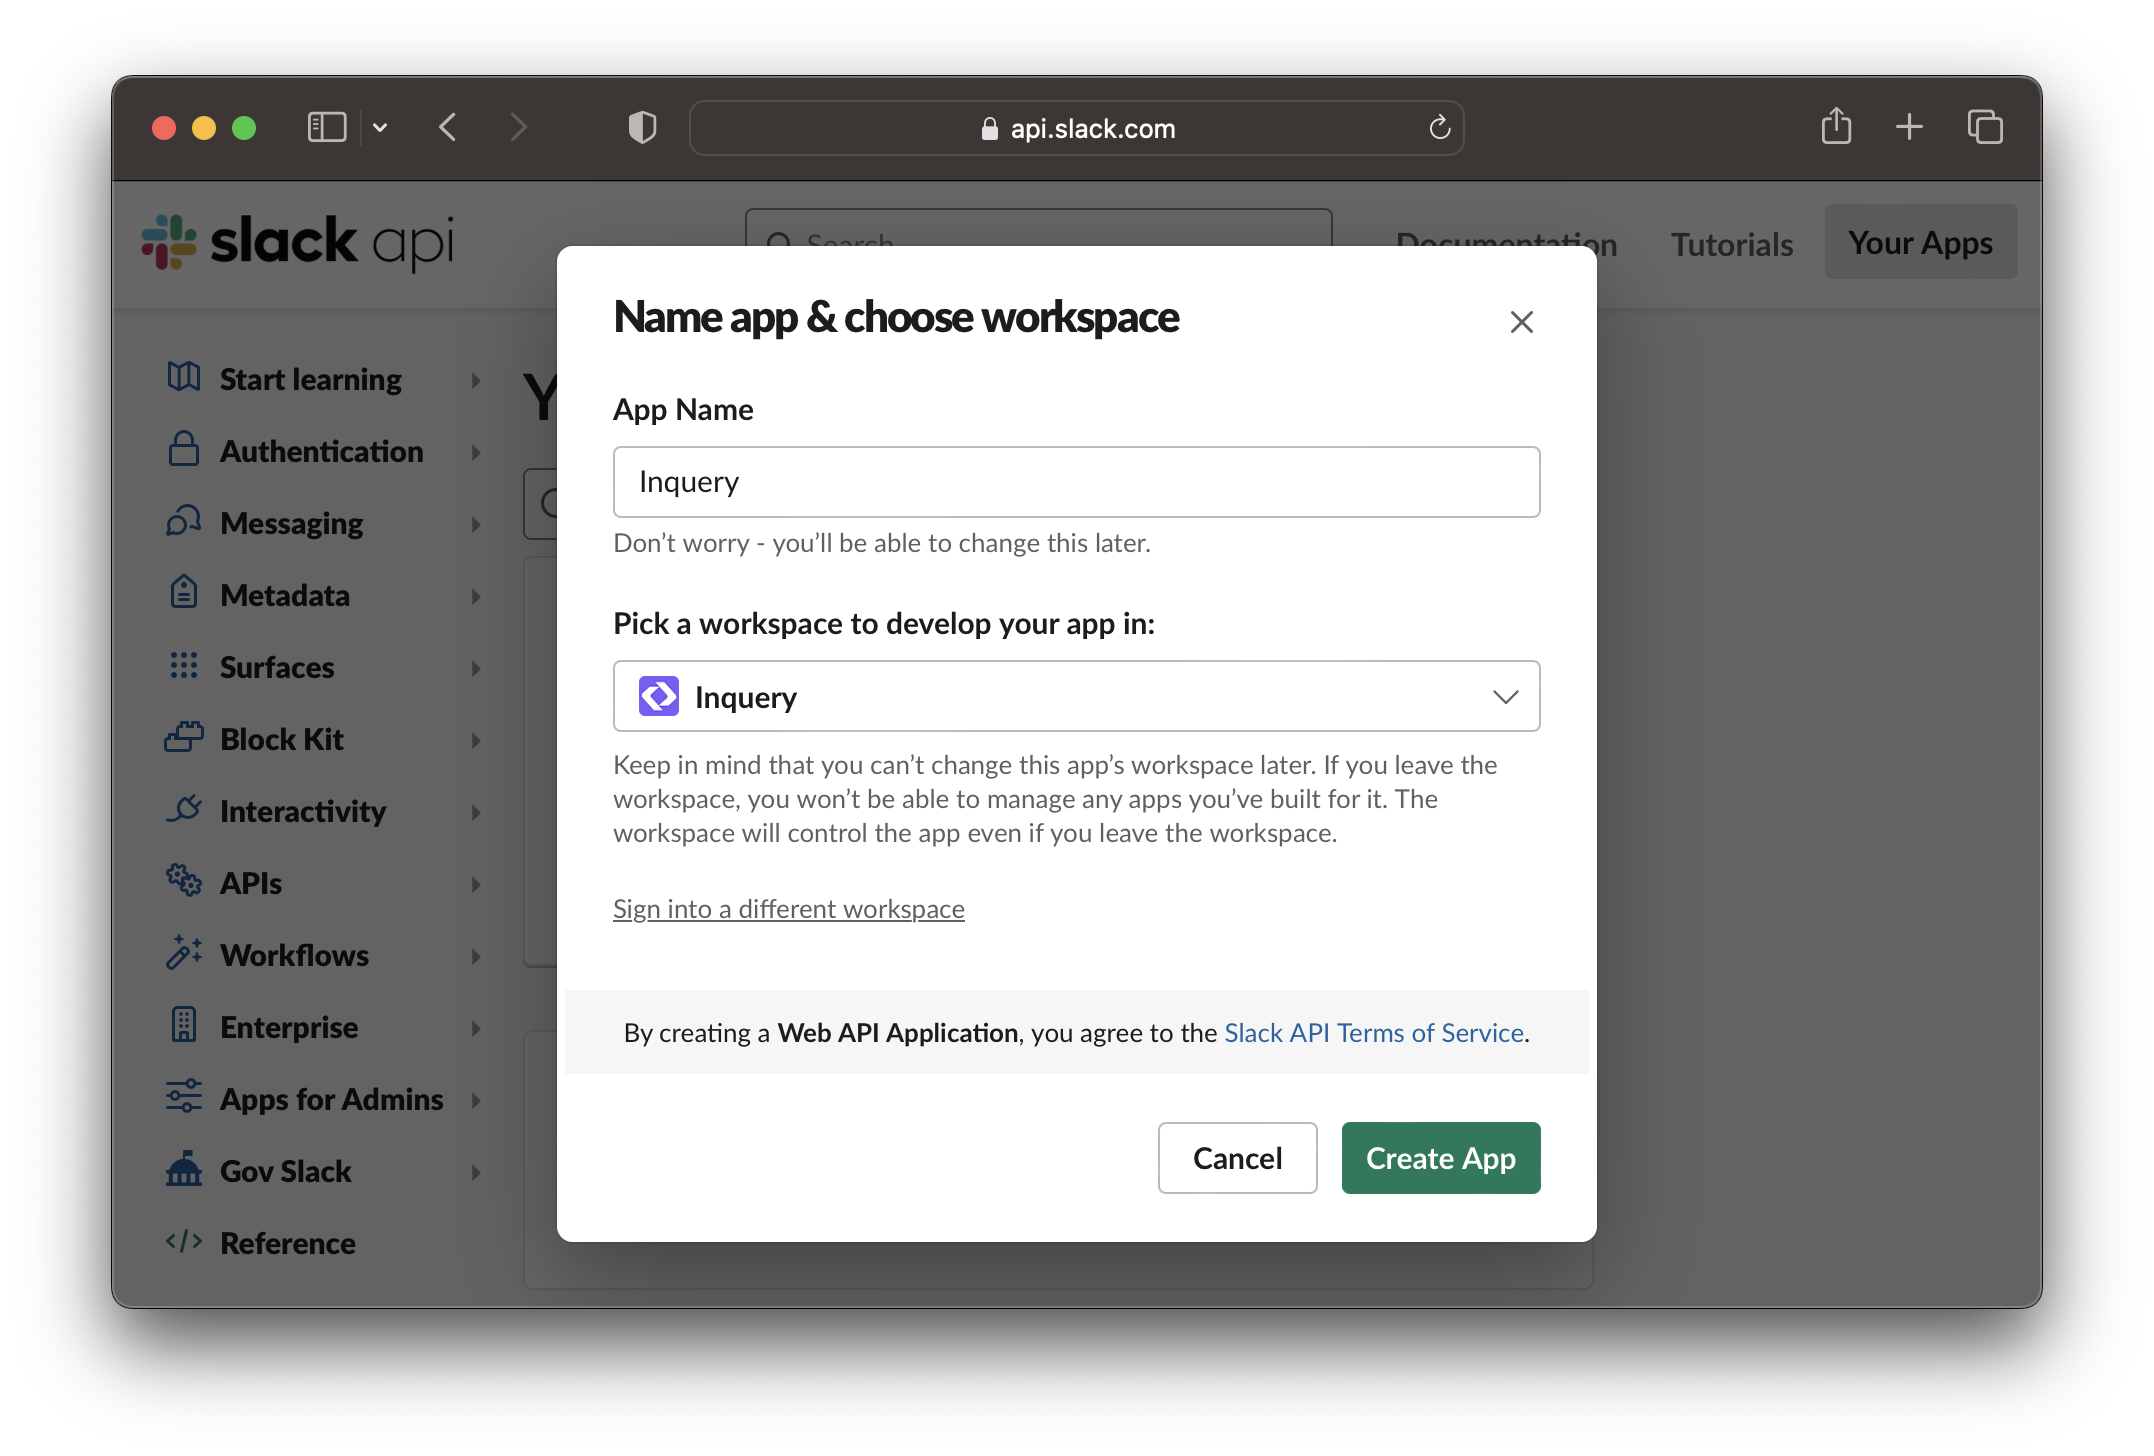 api.slack.com
slack api
Search
Documentation
Tutorials
Your Apps
Start learning
Authentication
Messaging
Metadata
Surfaces
Block Kit
Interactivity
APIs
Workflows
Enterprise
Apps for Admins
Gov Slack
Reference
Name app & choose workspace
App Name
Inquery
Don’t worry - you’ll be able to change this later.
Pick a workspace to develop your app in:
Inquery
Keep in mind that you can’t change this app’s workspace later. If you leave the
workspace, you won’t be able to manage any apps you’ve built for it. The
workspace will control the app even if you leave the workspace.
Sign into a different workspace
By creating a Web API Application, you agree to the Slack API Terms of Service.
Cancel
Create App